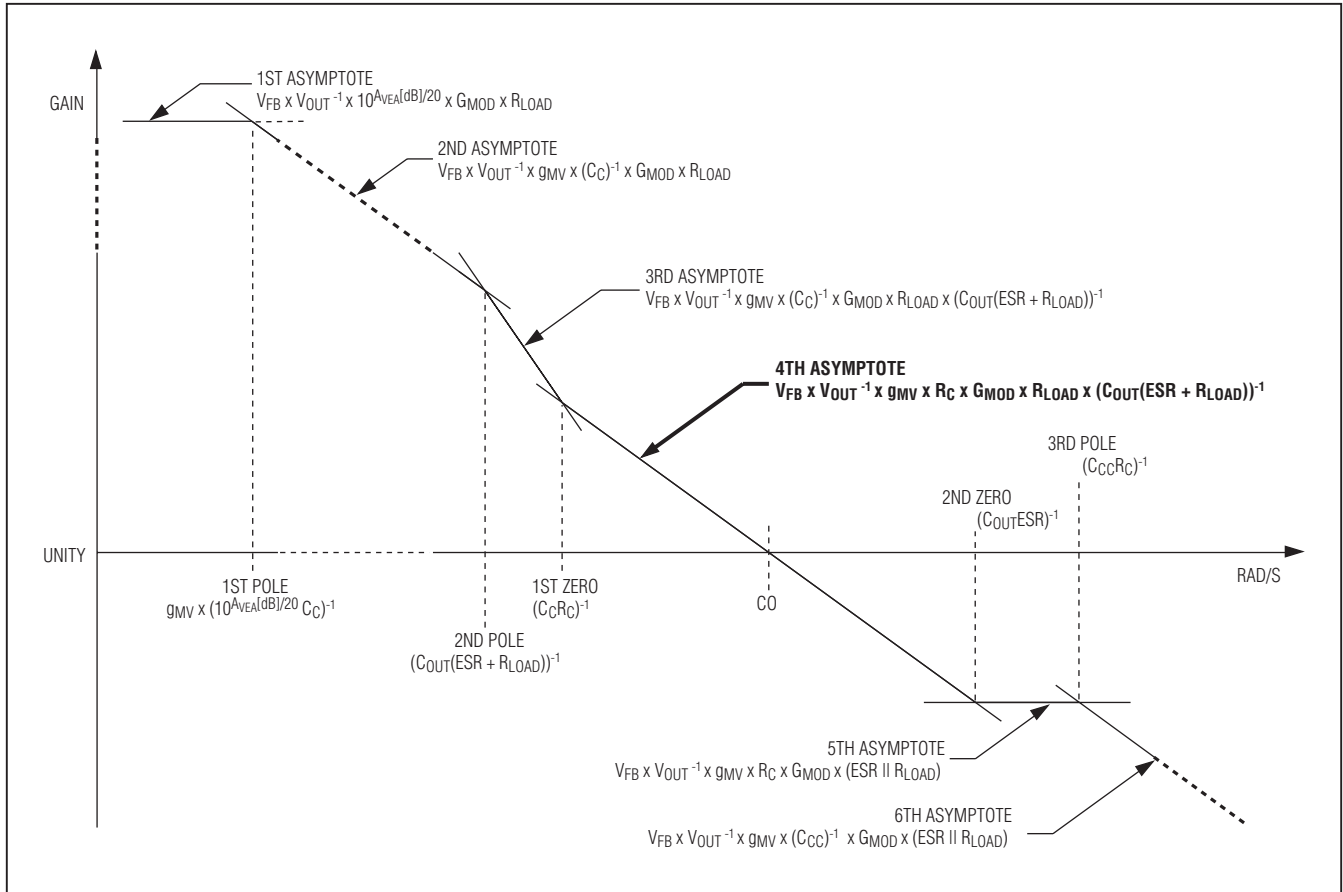 GAIN
1ST ASYMPTOTE
VFB x VOUT -1 x 10AVEA[dB]/20 x GMOD x RLOAD
2ND ASYMPTOTE
VFB x VOUT -1 x gMV x (CC)-1 x GMOD x RLOAD
3RD ASYMPTOTE
VFB x VOUT -1 x gMV x (CC)-1 x GMOD x RLOAD x (COUT(ESR + RLOAD))-1
4TH ASYMPTOTE
VFB x VOUT -1 x gMV x RC x GMOD x RLOAD x (COUT(ESR + RLOAD))-1
3RD POLE
(CCCRC)-1
2ND ZERO
(COUTESR)-1
UNITY
RAD/S
1ST POLE
gMV x (10AVEA[dB]/20 CC)-1
1ST ZERO
(CCRC)-1
CO
2ND POLE
(COUT(ESR + RLOAD))-1
5TH ASYMPTOTE
VFB x VOUT -1 x gMV x RC x GMOD x (ESR || RLOAD)
6TH ASYMPTOTE
VFB x VOUT -1 x gMV x (CCC)-1 x GMOD x (ESR || RLOAD)